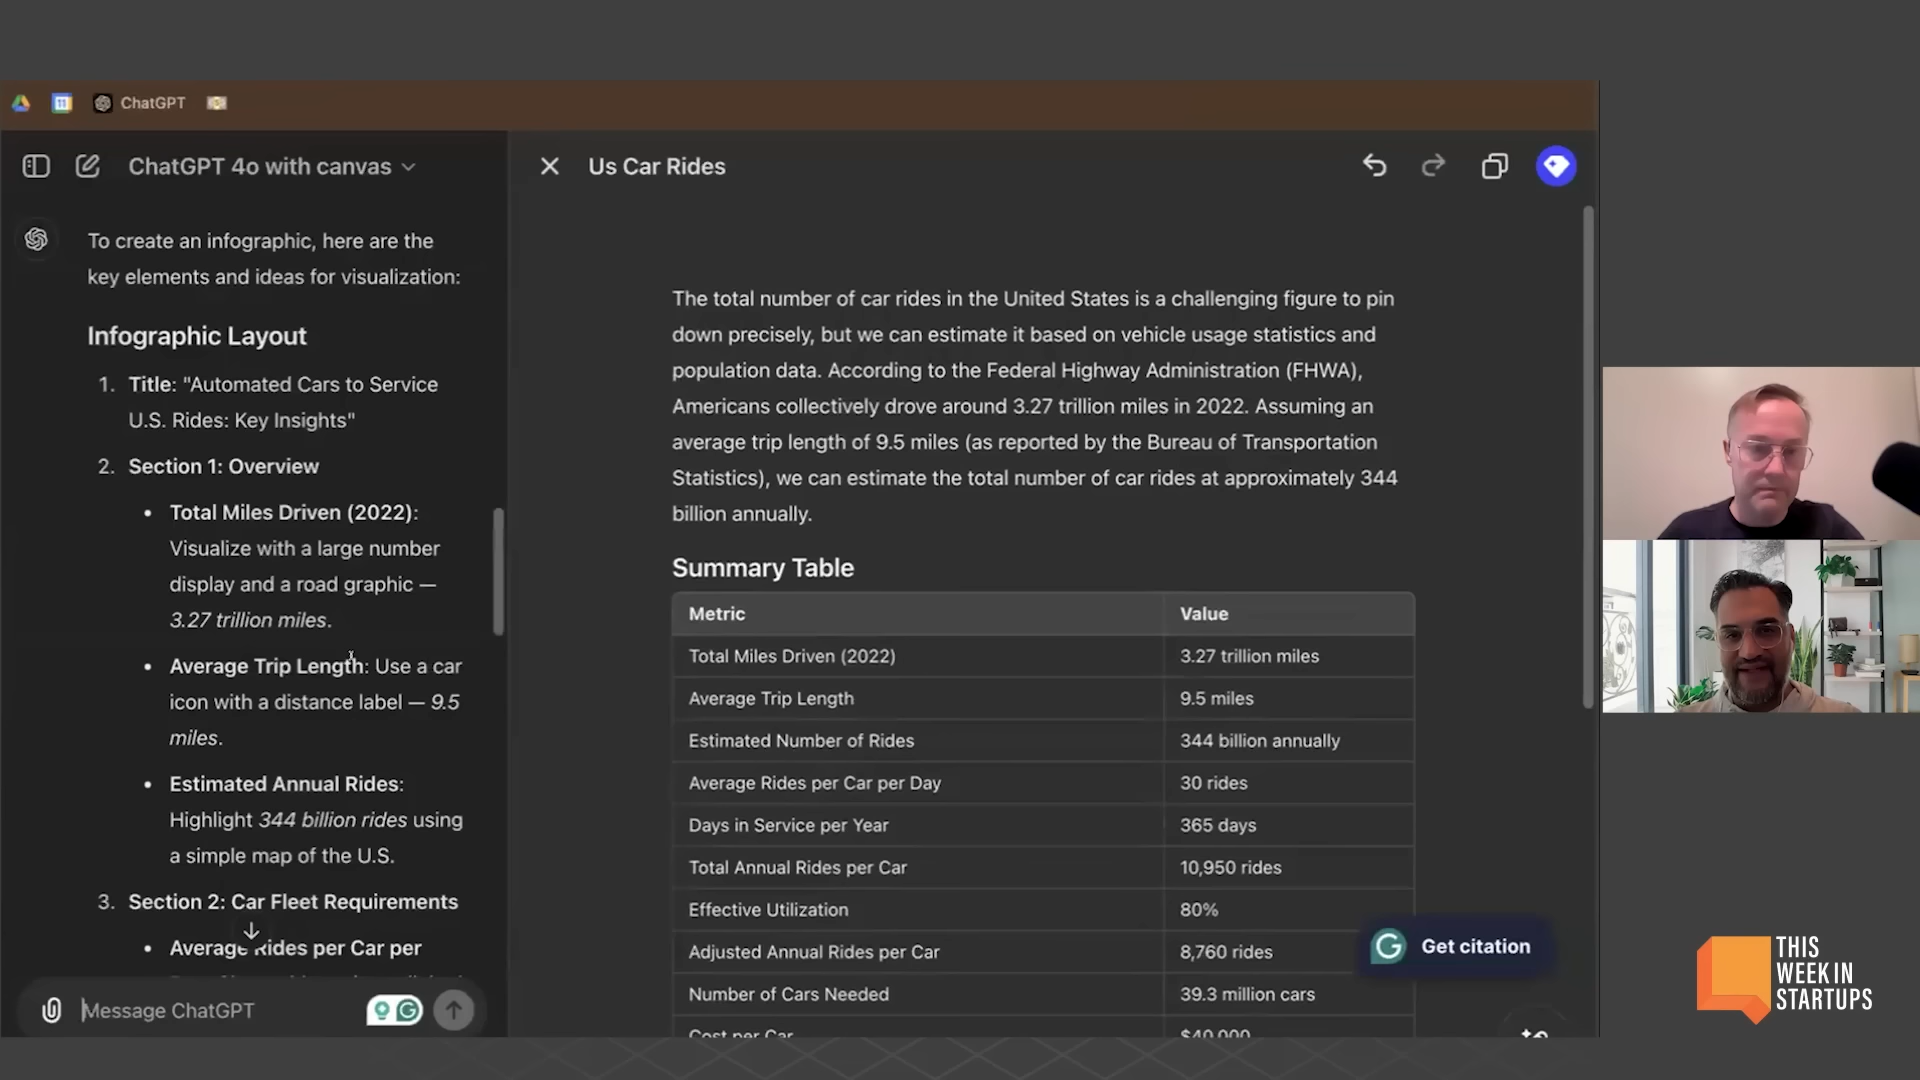 ChatGPT
ChatGPT 4o with canvas
To create an infographic, here are the
key elements and ideas for visualization:
Infographic Layout
1. Title: "Automated Cars to Service
U.S. Rides: Key Insights"
2. Section 1: Overview
• Total Miles Driven (2022):
Visualize with a large number
display and a road graphic —
3.27 trillion miles.
• Average Trip Length: Use a car
icon with a distance label — 9.5
miles.
• Estimated Annual Rides:
Highlight 344 billion rides using
a simple map of the U.S.
3. Section 2: Car Fleet Requirements
• Average Rides per Car per
Message ChatGPT
Us Car Rides
The total number of car rides in the United States is a challenging figure to pin
down precisely, but we can estimate it based on vehicle usage statistics and
population data. According to the Federal Highway Administration (FHWA),
Americans collectively drove around 3.27 trillion miles in 2022. Assuming an
average trip length of 9.5 miles (as reported by the Bureau of Transportation
Statistics), we can estimate the total number of car rides at approximately 344
billion annually.
Summary Table
Metric Value
Total Miles Driven (2022) 3.27 trillion miles
Average Trip Length 9.5 miles
Estimated Number of Rides 344 billion annually
Average Rides per Car per Day 30 rides
Days in Service per Year 365 days
Total Annual Rides per Car 10,950 rides
Effective Utilization 80%
Adjusted Annual Rides per Car 8,760 rides
Number of Cars Needed 39.3 million cars
Cost per Car $40,000
Get citation
THIS
WEEK IN
STARTUPS